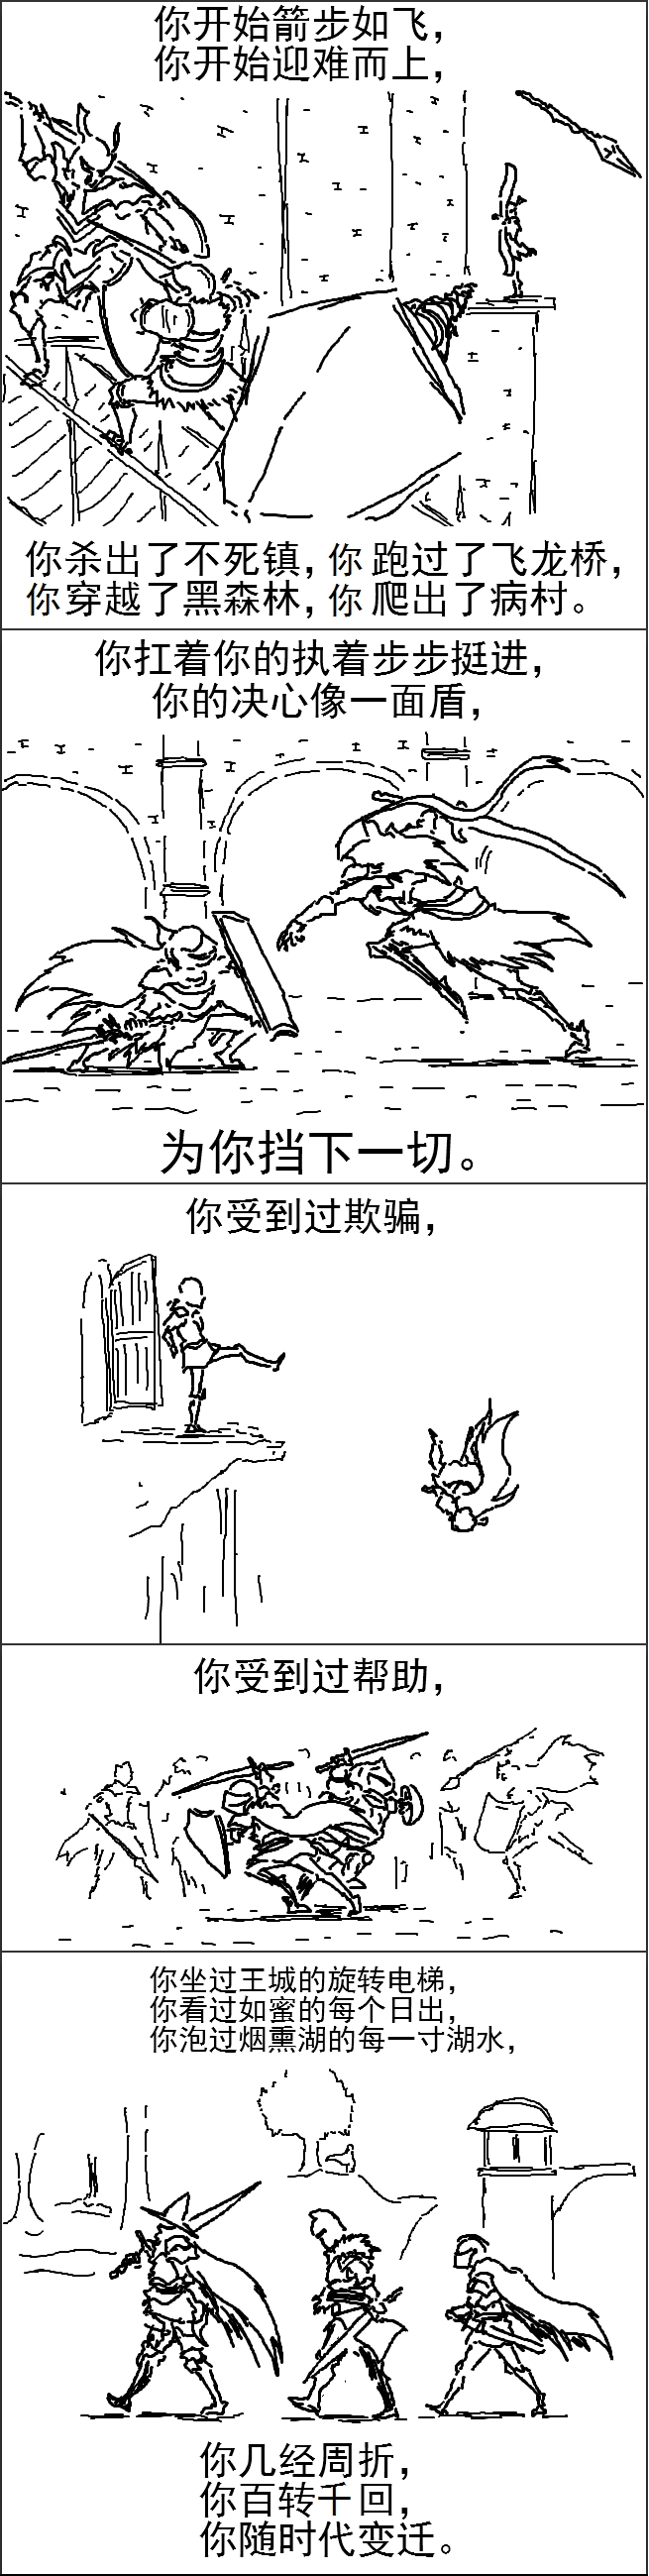 你开始箭步如飞，
你开始迎难而上，
你杀出了不死镇，你跑过了飞龙桥，
你穿越了黑森林，你爬出了病村。
你扛着你的执着步步挺进，
你的决心像一面盾，
为你挡下一切。
你受到过欺骗，
你受到过帮助，
你坐过王城的旋转电梯，
你看过如蜜的每个日出，
你泡过烟熏湖的每一寸湖水，
你几经周折，
你百转千回，
你随时代变迁。